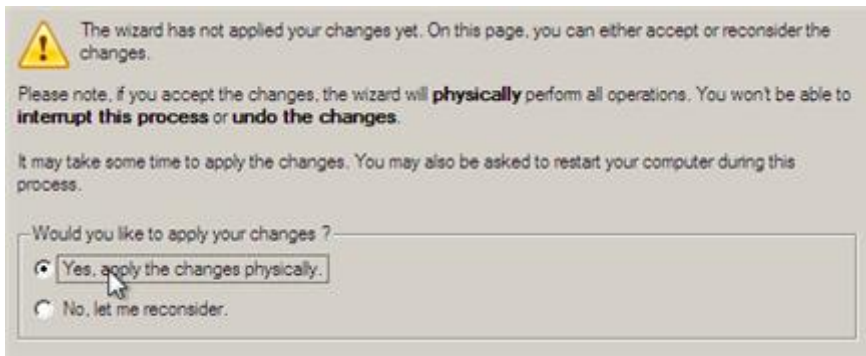 The wizard has not applied your changes yet. On this page, you can either accept or reconsider the
changes.
Please note, if you accept the changes, the wizard will physically perform all operations. You won't be able to
interrupt this process or undo the changes.
It may take some time to apply the changes. You may also be asked to restart your computer during this
process.
Would you like to apply your changes ?
Yes, apply the changes physically.
No, let me reconsider.